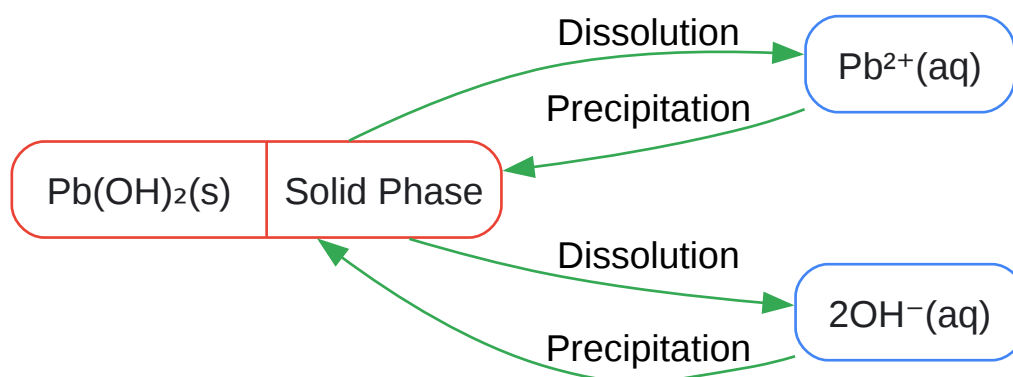 Dissolution
Pb²⁺(aq)
Precipitation
Pb(OH)₂(s)
Solid Phase
Dissolution
2OH⁻(aq)
Precipitation